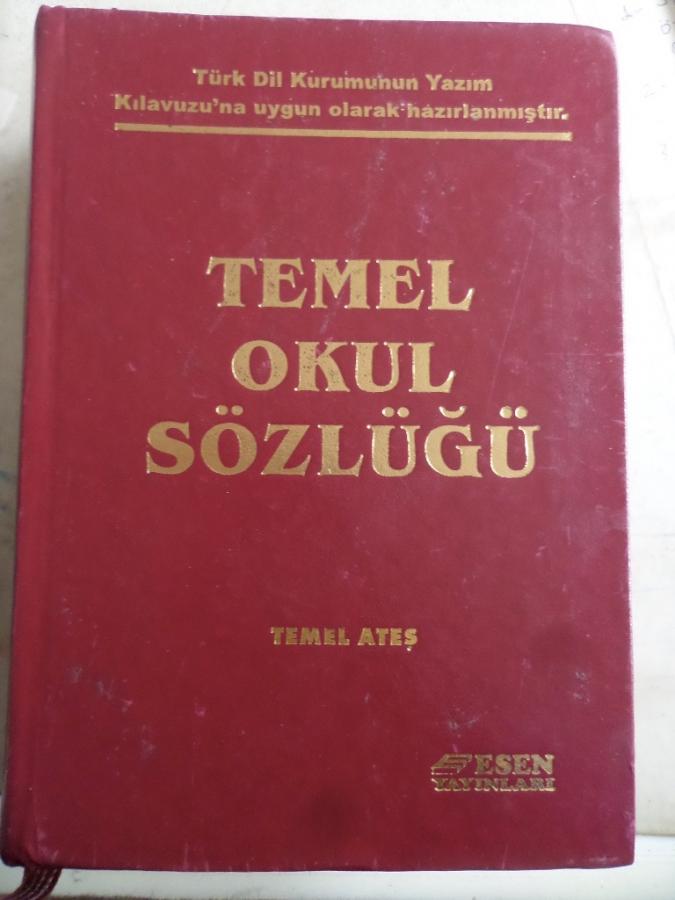 Türk Dil Kurumunun Yazım
Kılavuzu'na uygun olarak hazırlanmıştır.
TEMEL
OKUL
SÖZLÜĞÜ
TEMEL ATEŞ
ESEN
YAYINLARI